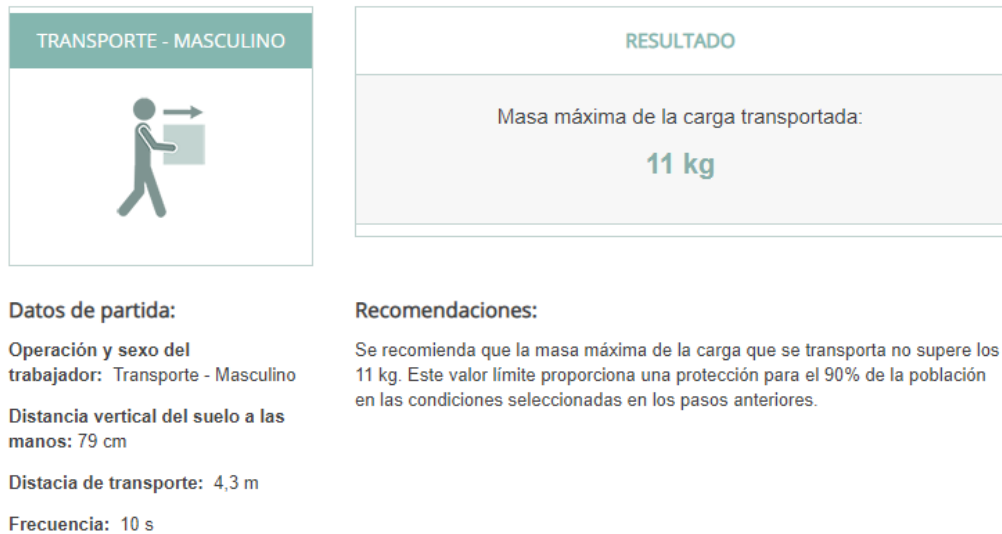 TRANSPORTE - MASCULINO
RESULTADO
Masa máxima de la carga transportada:
11 kg
Datos de partida:
Operación y sexo del
trabajador: Transporte - Masculino
Distancia vertical del suelo a las
manos: 79 cm
Distacia de transporte: 4,3 m
Frecuencia: 10 s
Recomendaciones:
Se recomienda que la masa máxima de la carga que se transporta no supere los
11 kg. Este valor límite proporciona una protección para el 90% de la población
en las condiciones seleccionadas en los pasos anteriores.